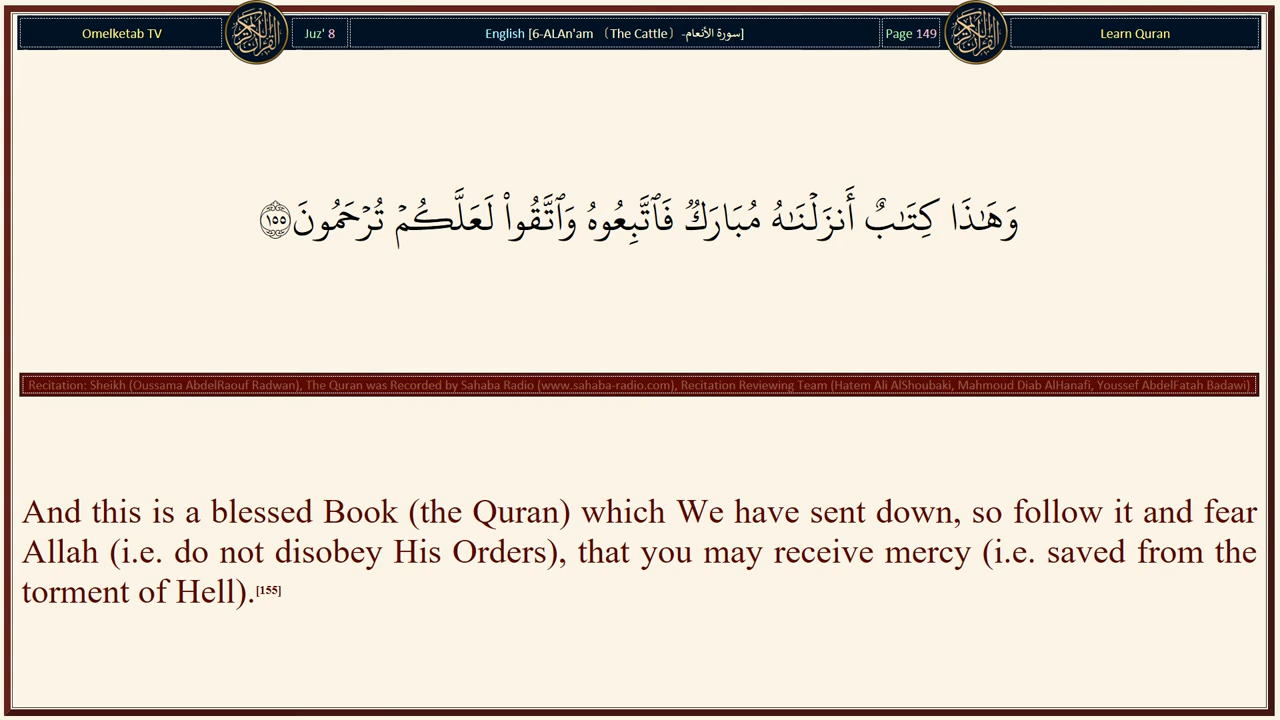 Omelketab TV
Juz' 8
English [6-ALAn'am (The Cattle) -سورة الأنعام]
Page 149
Learn Quran
وَهَـٰذَا كِتَـٰبٌ أَنزَلْنَـٰهُ مُبَارَكٌۭ فَٱتَّبِعُوهُ وَٱتَّقُوا۟ لَعَلَّكُمْ تُرْحَمُونَ ١٥٥
Recitation: Sheikh (Oussama AbdelRaouf Radwan), The Quran was Recorded by Sahaba Radio (www.sahaba-radio.com), Recitation Reviewing Team (Hatem Ali AlShoubaki, Mahmoud Diab AlHanafi, Youssef AbdelFatah Badawi)
And this is a blessed Book (the Quran) which We have sent down, so follow it and fear
Allah (i.e. do not disobey His Orders), that you may receive mercy (i.e. saved from the
torment of Hell).[155]